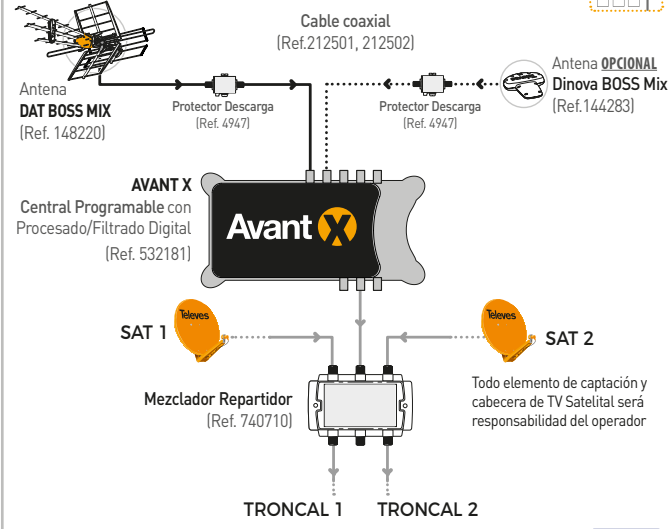 Cable coaxial
(Ref.212501, 212502)
Antena
DAT BOSS MIX
(Ref. 148220)
Protector Descarga
(Ref. 4947)
Protector Descarga
(Ref. 4947)
Antena OPCIONAL
Dinova BOSS Mix
(Ref.144283)
AVANT X
Central Programable con
Procesado/Filtrado Digital
(Ref. 532181)
Avant X
SAT 1
Televes
Televes
SAT 2
Mezclador Repartidor
(Ref. 740710)
Todo elemento de captación y
cabecera de TV Satelital será
responsabilidad del operador
TRONCAL 1
TRONCAL 2